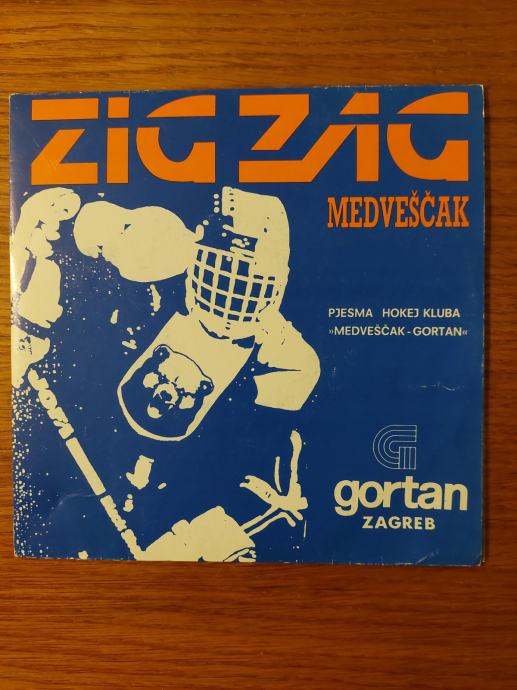 ZIG ZAG
MEDVEŠČAK
PJESMA HOKEJ KLUBA
»MEDVEŠČAK-GORTAN«
gortan
ZAGREB